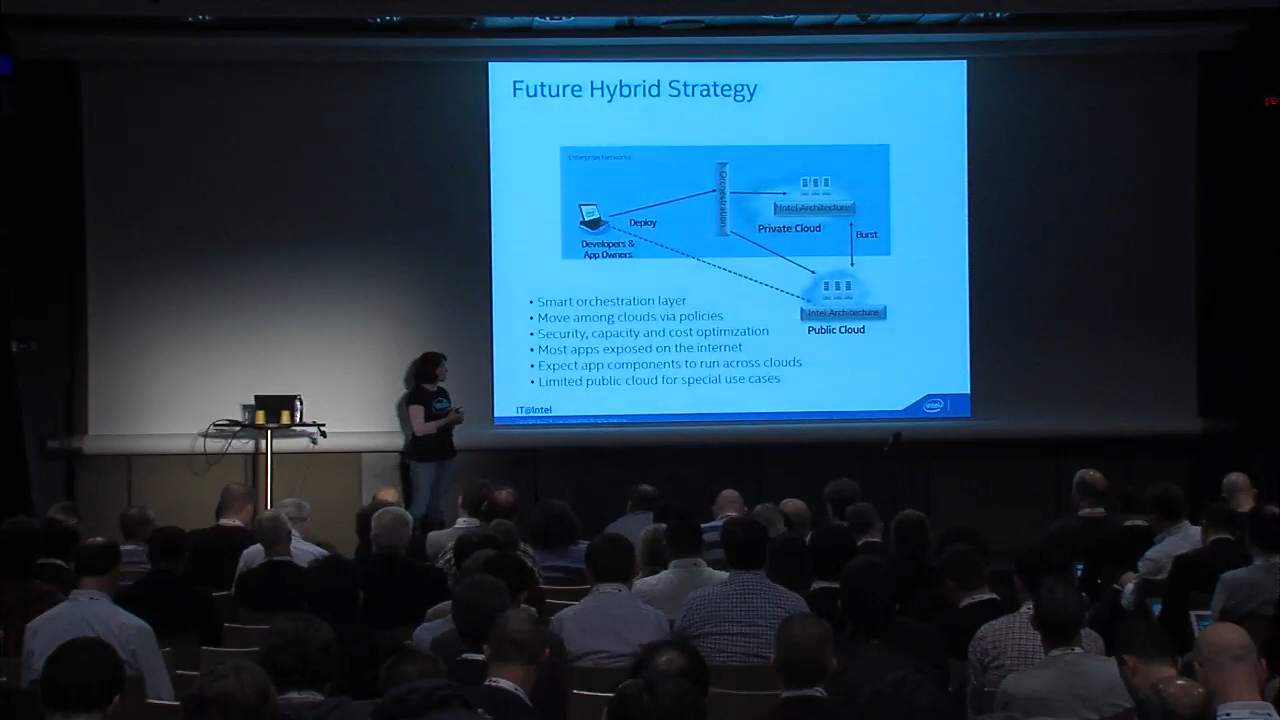 Future Hybrid Strategy
Enterprise Networks
Orchestration
Intel Architecture
Private Cloud
Deploy
Burst
Developers &
App Owners
Intel Architecture
Public Cloud
• Smart orchestration layer
• Move among clouds via policies
• Security, capacity and cost optimization
• Most apps exposed on the internet
• Expect app components to run across clouds
• Limited public cloud for special use cases
IT@Intel
intel